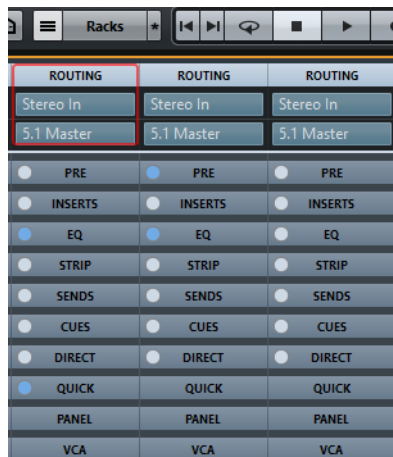 Racks *
ROUTING ROUTING ROUTING
Stereo In Stereo In Stereo In
5.1 Master 5.1 Master 5.1 Master
PRE PRE PRE
INSERTS INSERTS INSERTS
EQ EQ EQ
STRIP STRIP STRIP
SENDS SENDS SENDS
CUES CUES CUES
DIRECT DIRECT DIRECT
QUICK QUICK QUICK
PANEL PANEL PANEL
VCA VCA VCA